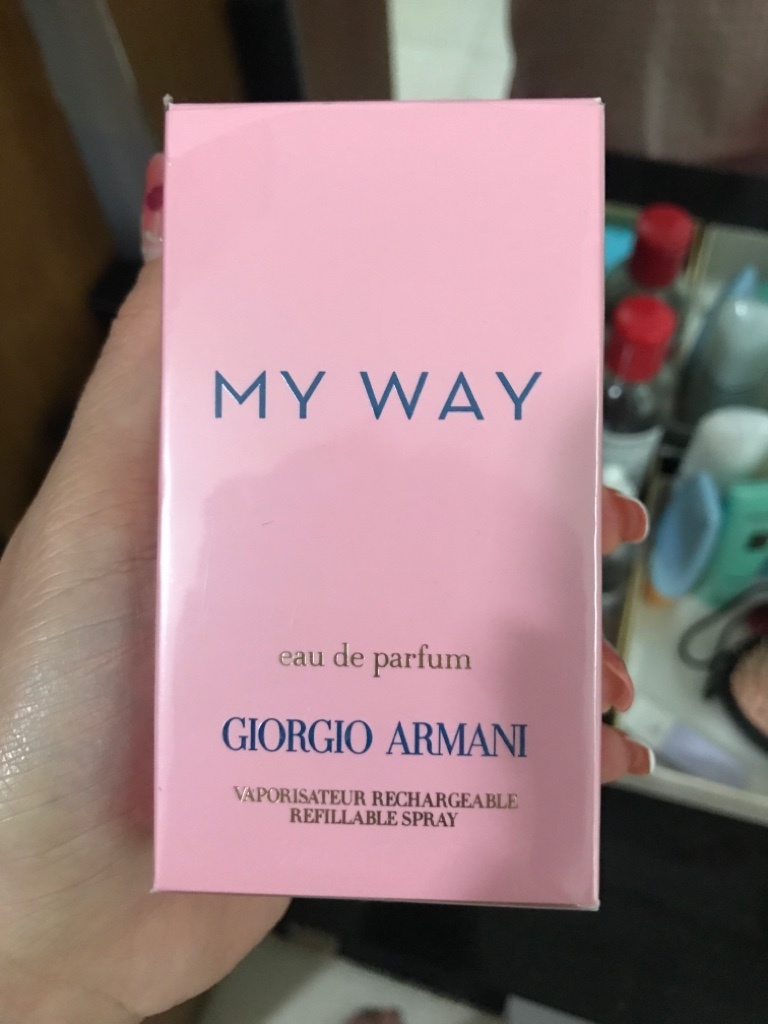 MY WAY
eau de parfum
GIORGIO ARMANI
VAPORISATEUR RECHARGEABLE
REFILLABLE SPRAY